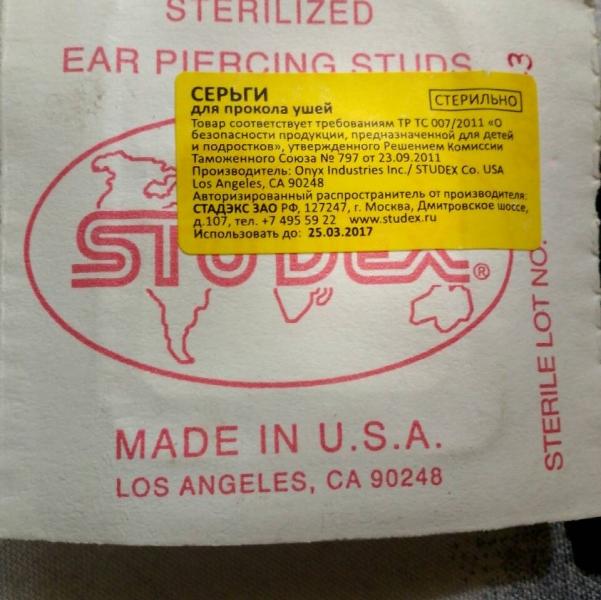 STERILIZED
EAR PIERCING STUDS
СЕРЬГИ
для прокола ушей
СТЕРИЛЬНО
Товар соответствует требованиям ТР ТС 007/2011 «О
безопасности продукции, предназначенной для детей
и подростков», утвержденного Решением Комиссии
Таможенного Союза № 797 от 23.09.2011
Производитель: Onyx Industries Inc./ STUDEX Co. USA
Los Angeles, CA 90248
Авторизированный распространитель от производителя:
СТАДЭКС ЗАО РФ, 127247, г. Москва, Дмитровское шоссе,
д.107, тел. +7 495 59 22 www.studex.ru
Использовать до: 25.03.2017
STUDEX®
MADE IN U.S.A.
LOS ANGELES, CA 90248
STERILE LOT NO.